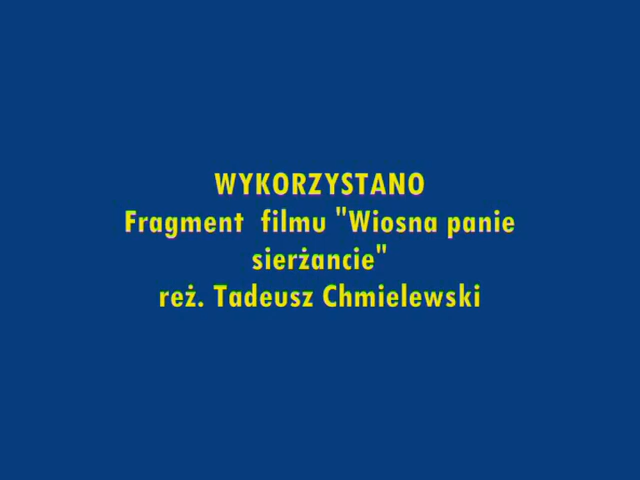 WYKORZYSTANO
Fragment filmu "Wiosna panie
sierżancie"
reż. Tadeusz Chmielewski